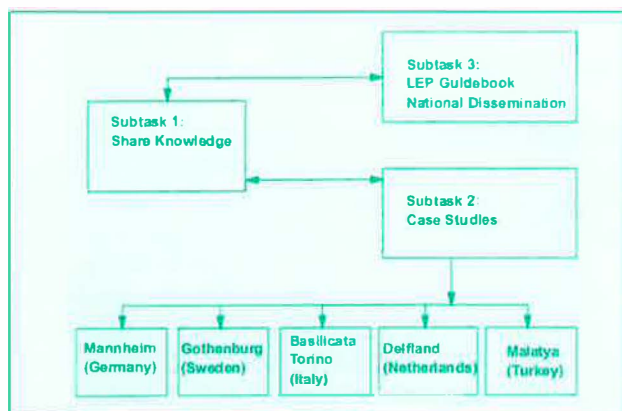 Subtask 3:
LEP Guidebook
National Dissemination
Subtask 1:
Share Knowledge
Subtask 2:
Case Studies
Mannheim
(Germany)
Gothenburg
(Sweden)
Basilicata
Torino
(Italy)
Delfland
(Netherlands)
Malatya
(Turkey)